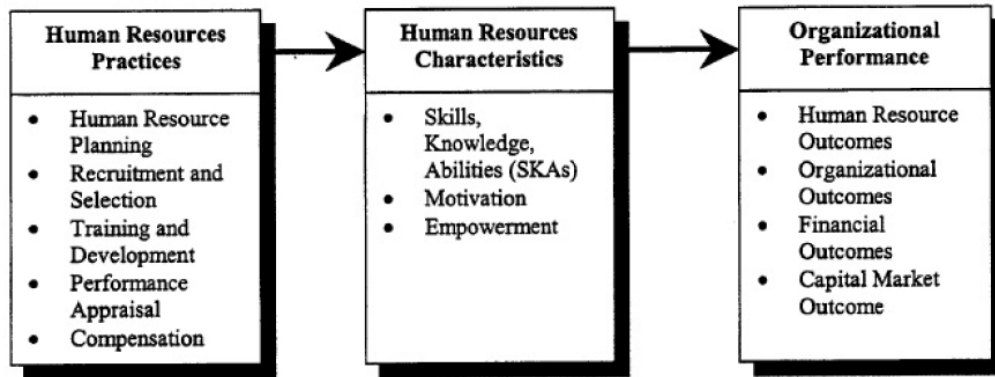 Human Resources
Practices
• Human Resource
Planning
• Recruitment and
Selection
• Training and
Development
• Performance
Appraisal
• Compensation
Human Resources
Characteristics
• Skills,
Knowledge,
Abilities (SKAs)
• Motivation
• Empowerment
Organizational
Performance
• Human Resource
Outcomes
• Organizational
Outcomes
• Financial
Outcomes
• Capital Market
Outcome